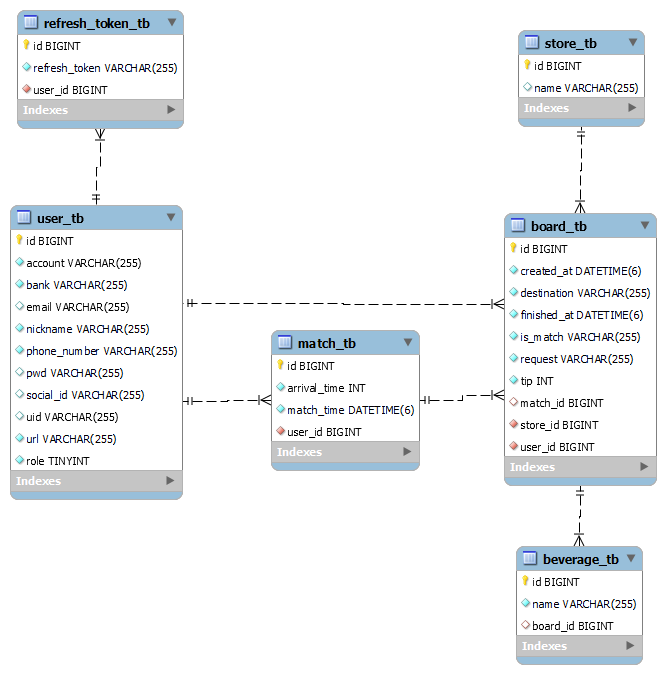 refresh_token_tb
id BIGINT
refresh_token VARCHAR(255)
user_id BIGINT
Indexes
store_tb
id BIGINT
name VARCHAR(255)
Indexes
user_tb
id BIGINT
account VARCHAR(255)
bank VARCHAR(255)
email VARCHAR(255)
nickname VARCHAR(255)
phone_number VARCHAR(255)
pwd VARCHAR(255)
social_id VARCHAR(255)
uid VARCHAR(255)
url VARCHAR(255)
role TINYINT
Indexes
match_tb
id BIGINT
arrival_time INT
match_time DATETIME(6)
user_id BIGINT
Indexes
board_tb
id BIGINT
created_at DATETIME(6)
destination VARCHAR(255)
finished_at DATETIME(6)
is_match VARCHAR(255)
request VARCHAR(255)
tip INT
match_id BIGINT
store_id BIGINT
user_id BIGINT
Indexes
beverage_tb
id BIGINT
name VARCHAR(255)
board_id BIGINT
Indexes